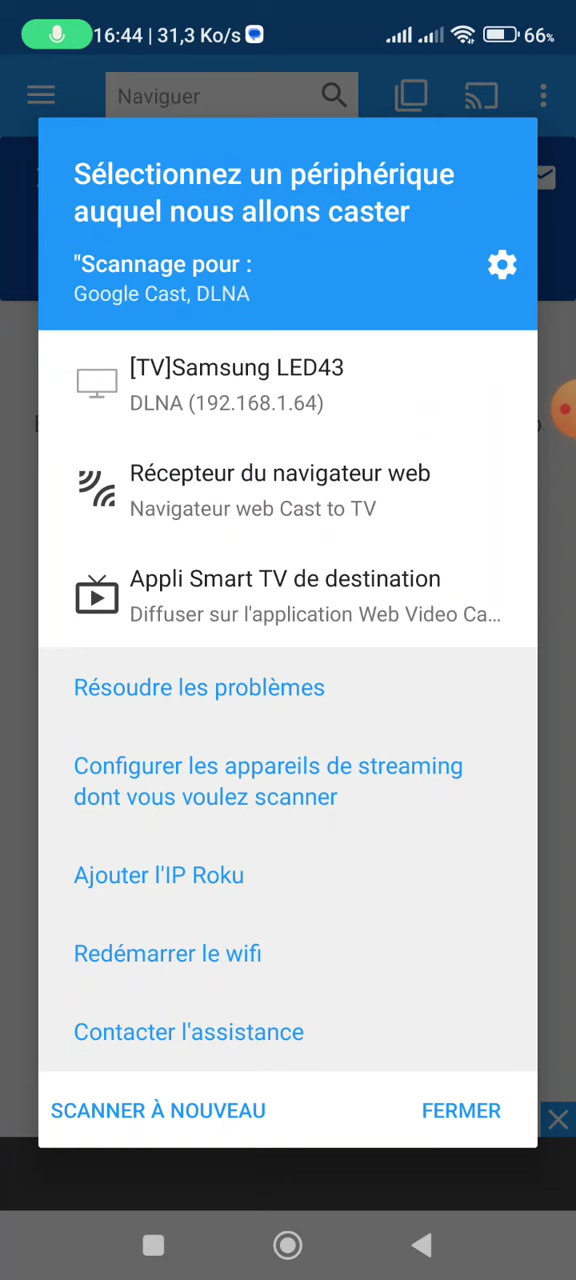 16:44 | 31,3 Ko/s
66%
Naviguer
Sélectionnez un périphérique
auquel nous allons caster
"Scannage pour :
Google Cast, DLNA
[TV]Samsung LED43
DLNA (192.168.1.64)
Récepteur du navigateur web
Navigateur web Cast to TV
Appli Smart TV de destination
Diffuser sur l'application Web Video Ca...
Résoudre les problèmes
Configurer les appareils de streaming
dont vous voulez scanner
Ajouter l'IP Roku
Redémarrer le wifi
Contacter l'assistance
SCANNER À NOUVEAU
FERMER